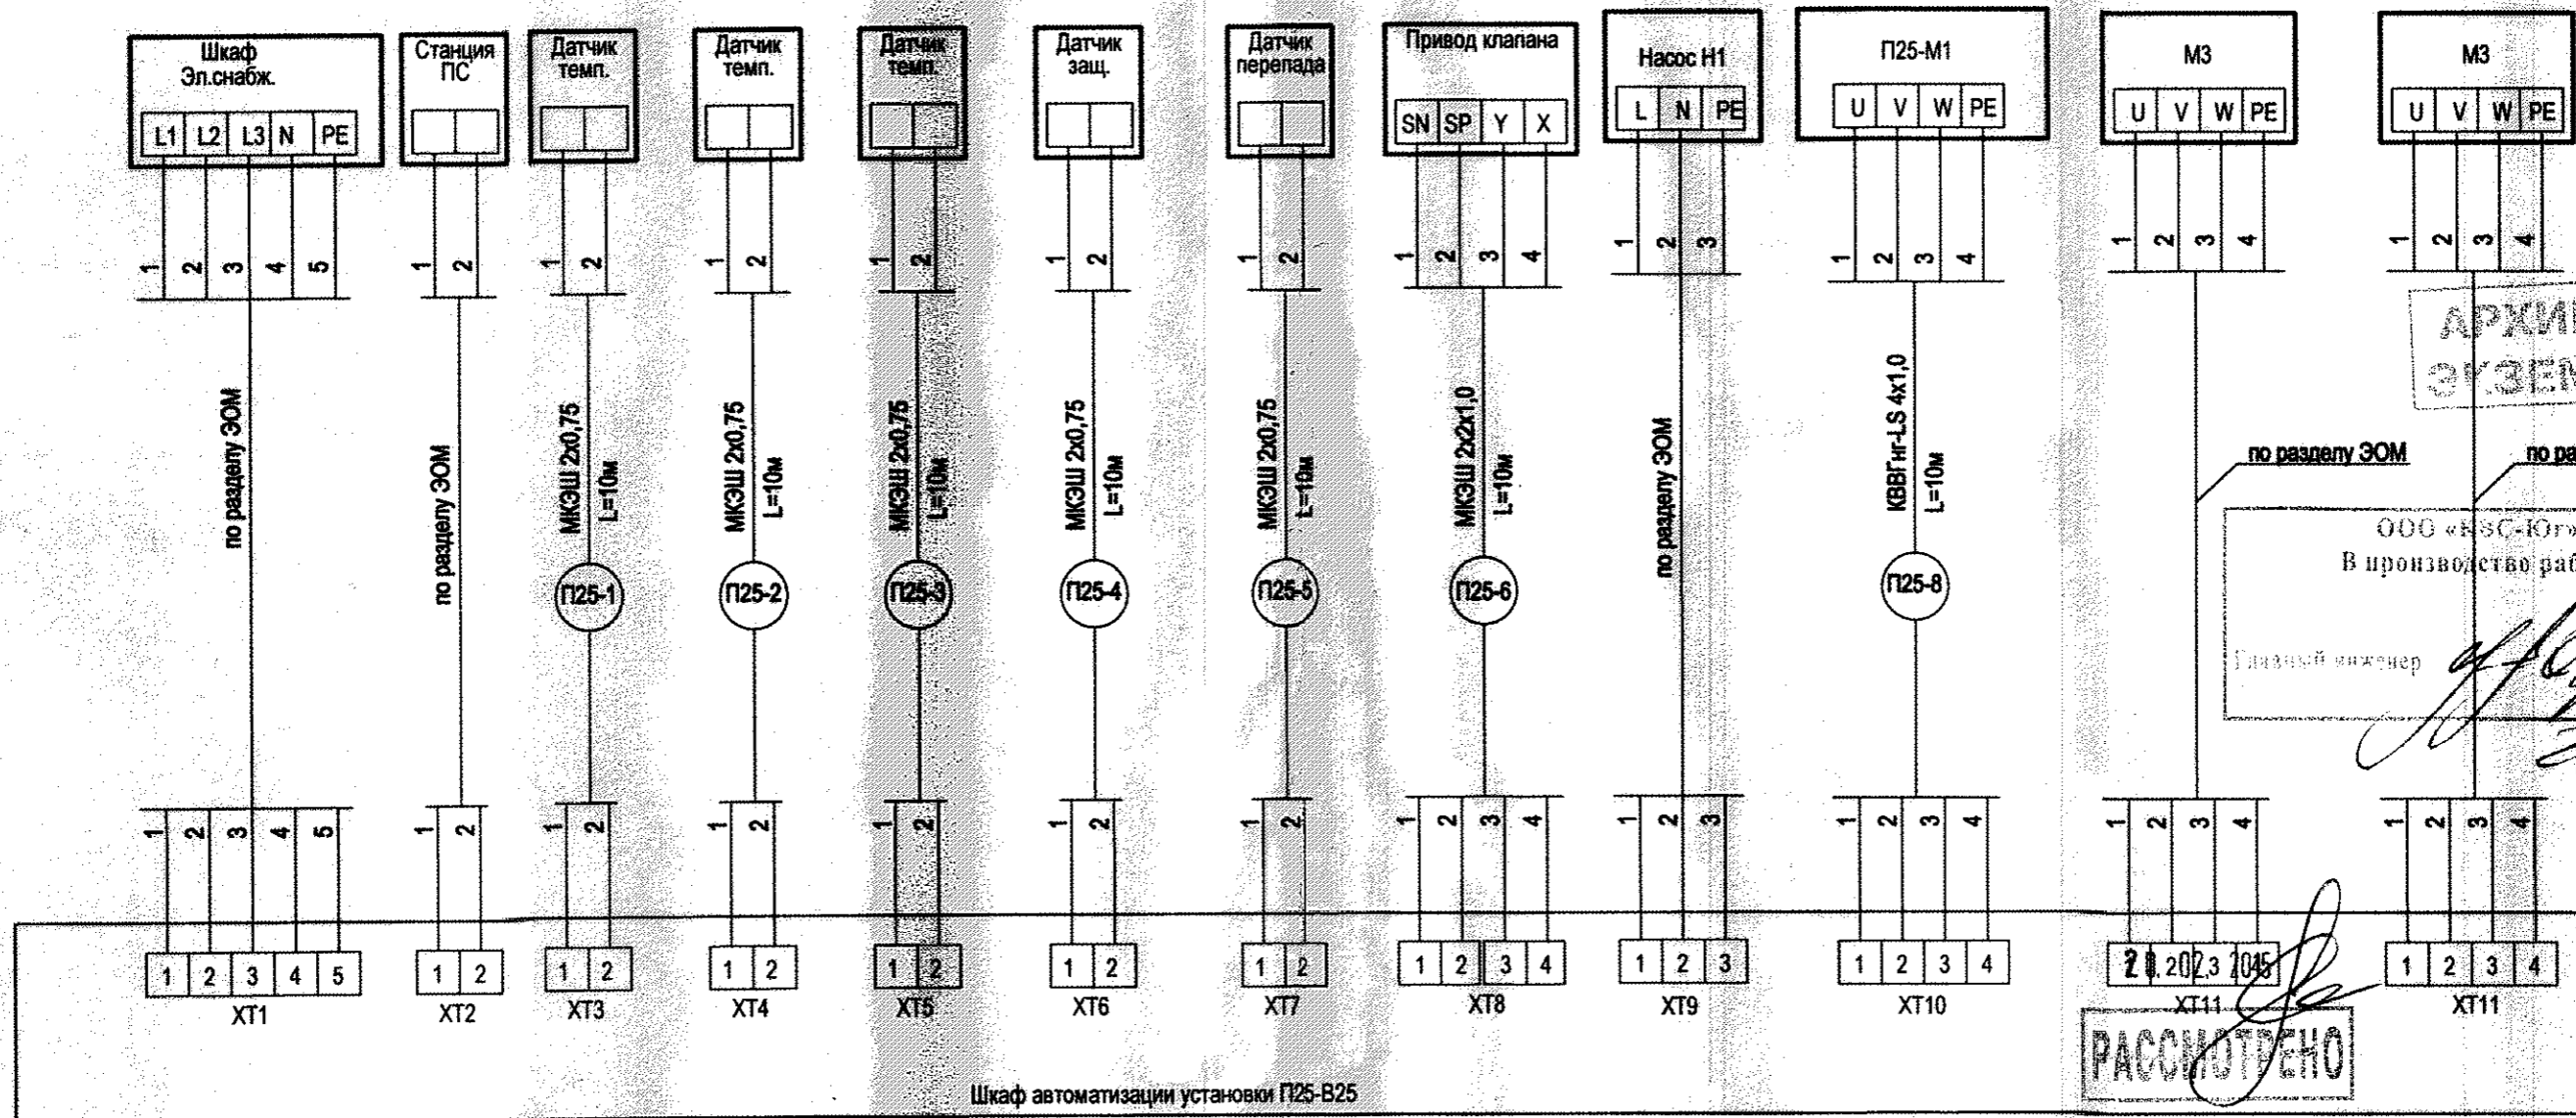 Шкаф
Эл.снабж.
L1 L2 L3 N PE
Станция
ПС
Датчик
темп.
Датчик
темп.
Датчик
темп.
Датчик
защ.
Датчик
перепада
Привод клапана
SN SP Y X
Насос Н1
L N PE
П25-М1
U V W PE
М3
U V W PE
М3
U V W PE
1 2 3 4 5
1 2
1 2
1 2
1 2
1 2
1 2
1 2 3 4
1 2 3
1 2 3 4
1 2 3 4
1 2 3 4
по разделу ЭОМ
по разделу ЭОМ
МКЭШ 2х0,75
L=10м
МКЭШ 2х0,75
L=10м
МКЭШ 2х0,75
L=10м
МКЭШ 2х0,75
L=10м
МКЭШ 2х0,75
L=10м
МКЭШ 2х2х1,0
L=10м
по разделу ЭОМ
КВВГнг-LS 4х1,0
L=10м
по разделу ЭОМ
по ра
АРХИ
ЭКЗЕМ
П25-1
П25-2
П25-3
П25-4
П25-5
П25-6
П25-8
ООО «КВС-Юг»
В производство раб
Главный инженер
1 2 3 4 5
1 2
1 2
1 2
1 2
1 2
1 2
1 2 3 4
1 2 3
1 2 3 4
1 2 3 4
1 2 3 4
1 2 3 4 5
1 2
1 2
1 2
1 2
1 2
1 2
1 2 3 4
1 2 3
1 2 3 4
1 2 3 4
ХТ1
ХТ2
ХТ3
ХТ4
ХТ5
ХТ6
ХТ7
ХТ8
ХТ9
ХТ10
ХТ11
ХТ11
РАССМОТРЕНО
Шкаф автоматизации установки П25-В25